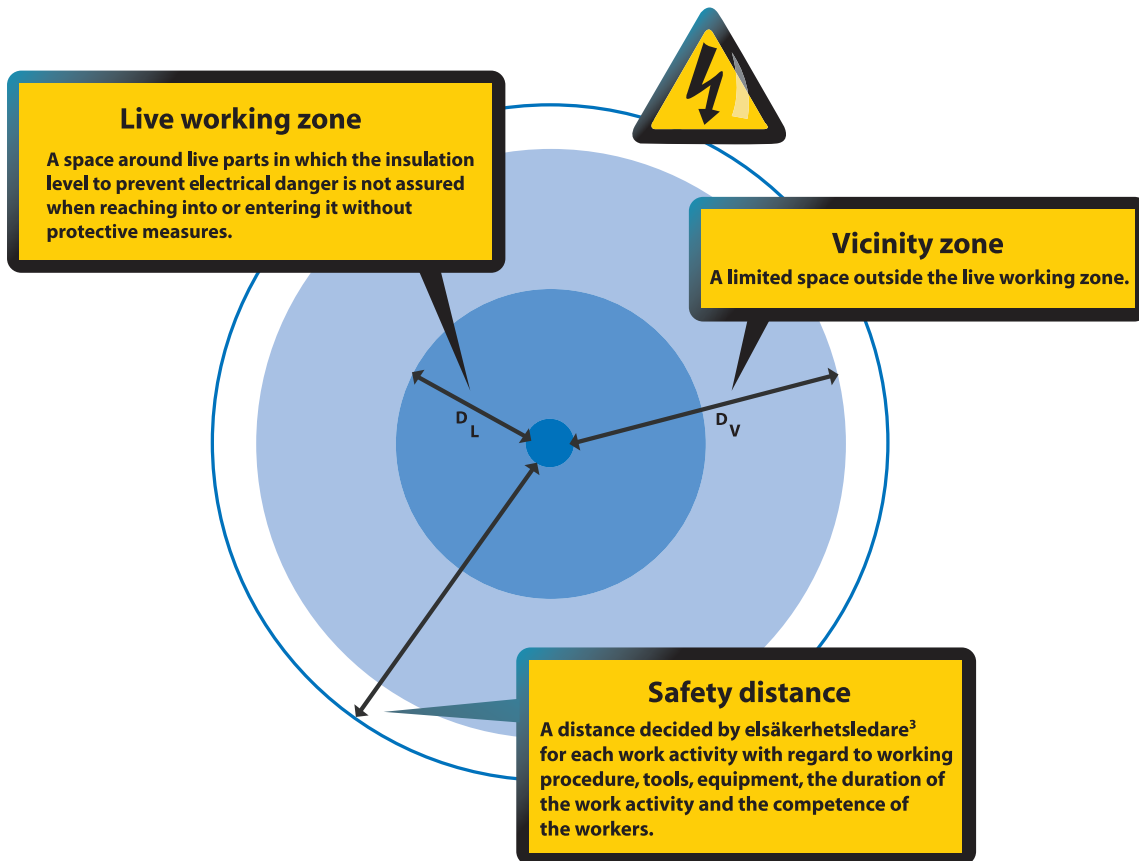 Live working zone
A space around live parts in which the insulation
level to prevent electrical danger is not assured
when reaching into or entering it without
protective measures.
Vicinity zone
A limited space outside the live working zone.
D L
D V
Safety distance
A distance decided by elsäkerhetsledare³
for each work activity with regard to working
procedure, tools, equipment, the duration of
the work activity and the competence of
the workers.